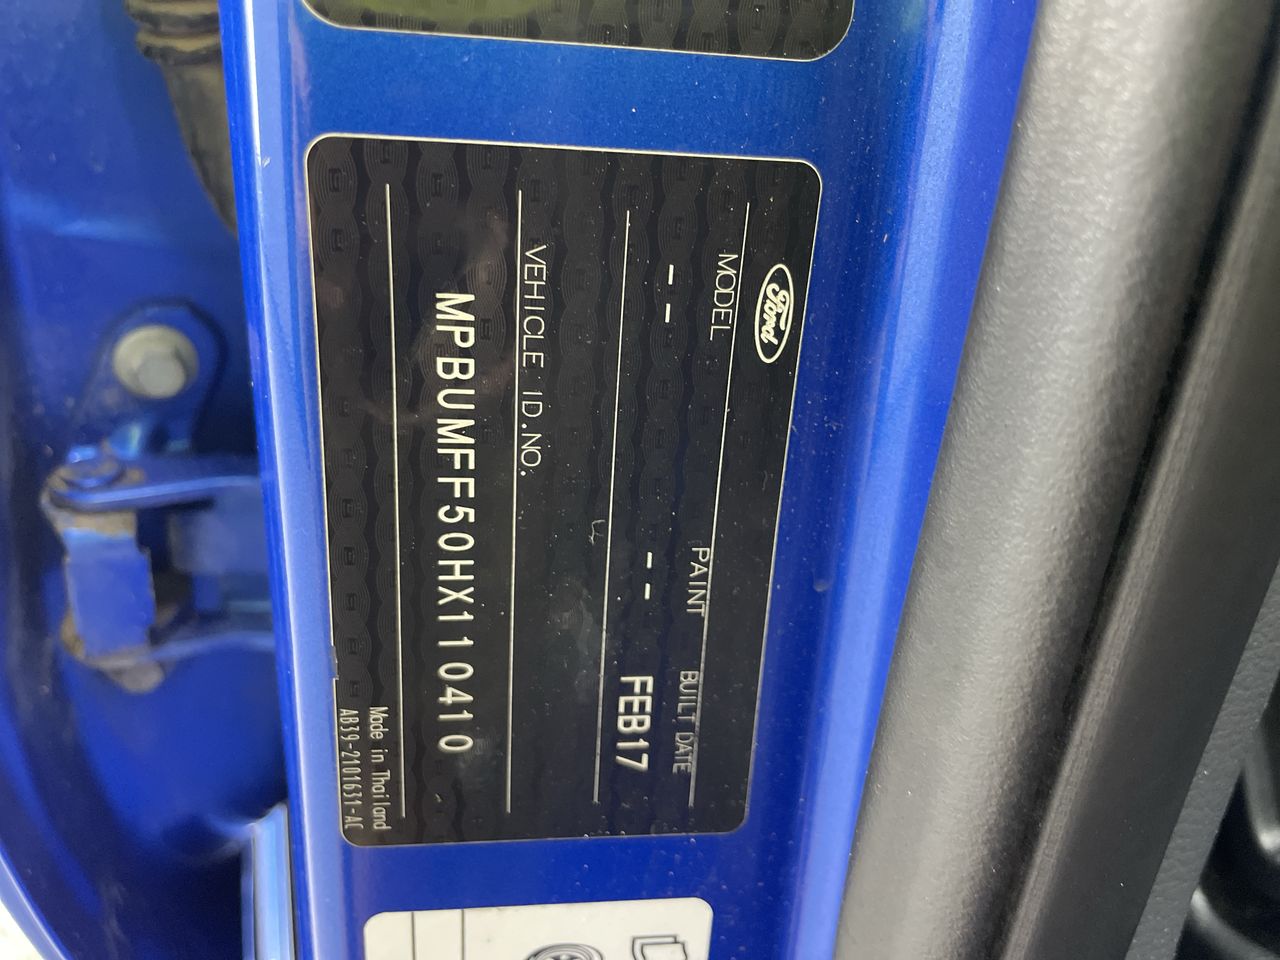 Ford
MODEL PAINT BUILT DATE
-- -- FEB17
VEHICLE ID.NO.
MPBUMFF50HX110410
Made in Thailand
AB39-2101631-AC